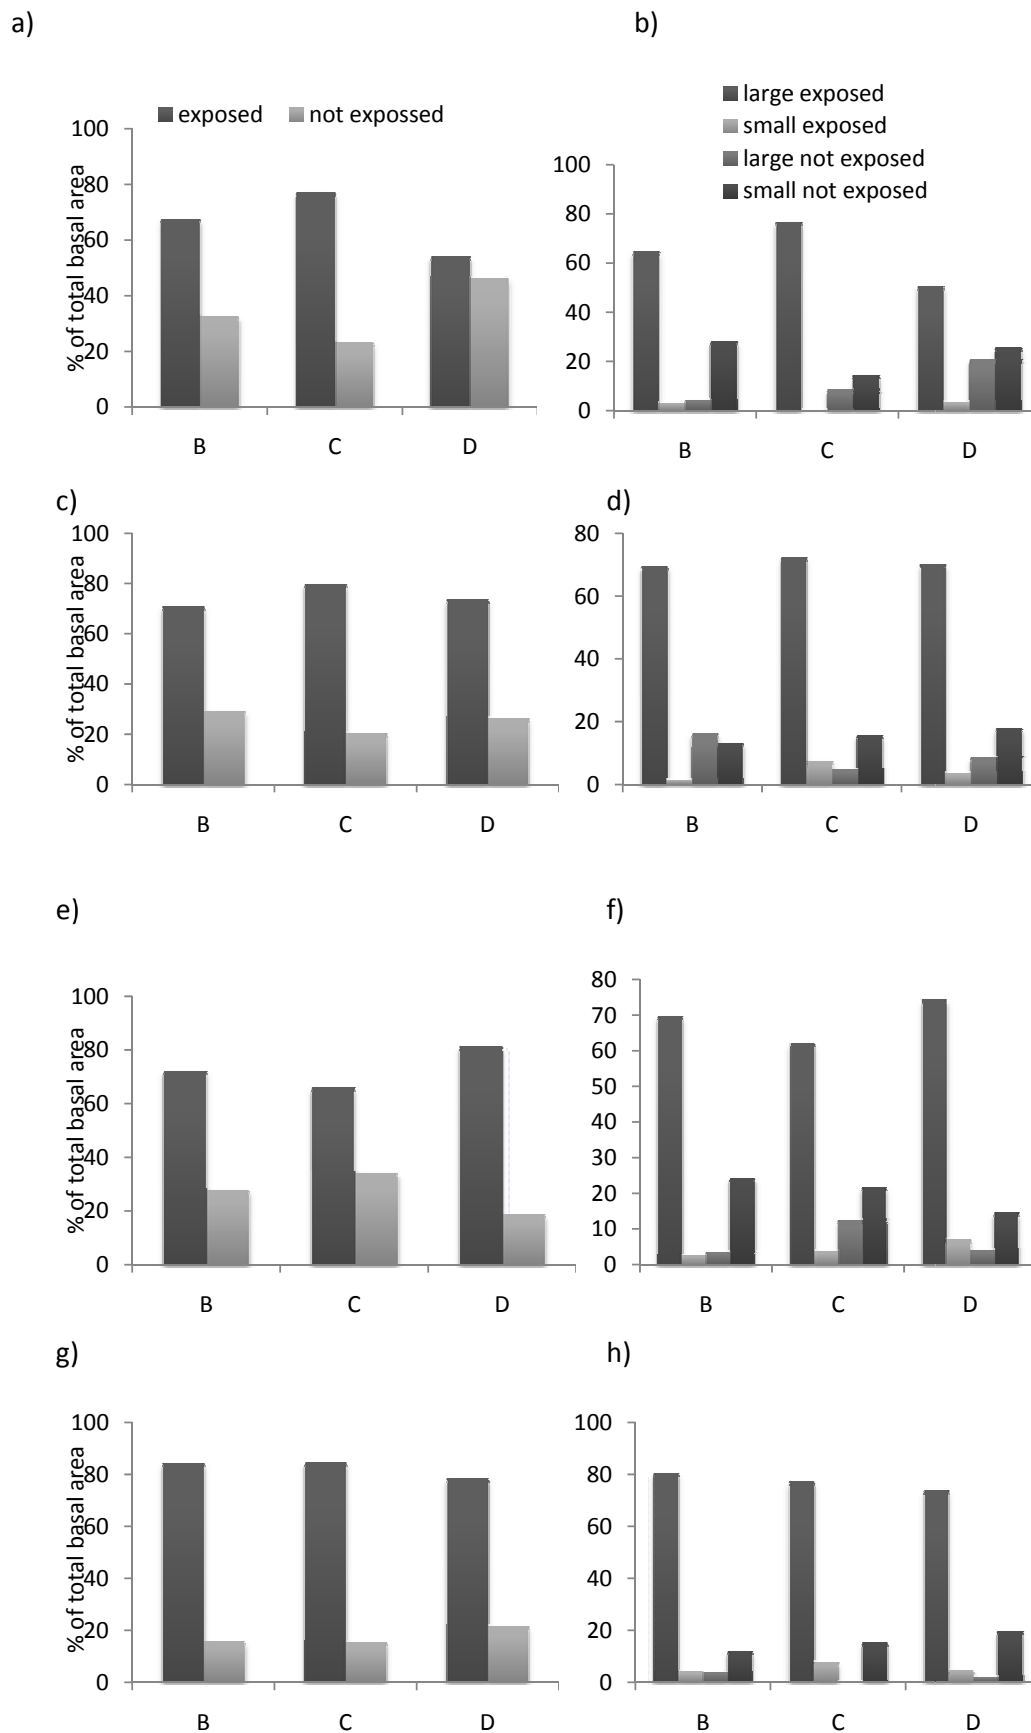 a)
b)
exposed
not expossed
large exposed
small exposed
large not exposed
small not exposed
% of total basal area
100
80
60
40
20
0
B
C
D
100
80
60
40
20
0
B
C
D
c)
d)
% of total basal area
100
80
60
40
20
0
B
C
D
80
60
40
20
0
B
C
D
e)
f)
% of total basal area
100
80
60
40
20
0
B
C
D
80
70
60
50
40
30
20
10
0
B
C
D
g)
h)
% of total basal area
100
80
60
40
20
0
B
C
D
100
80
60
40
20
0
B
C
D